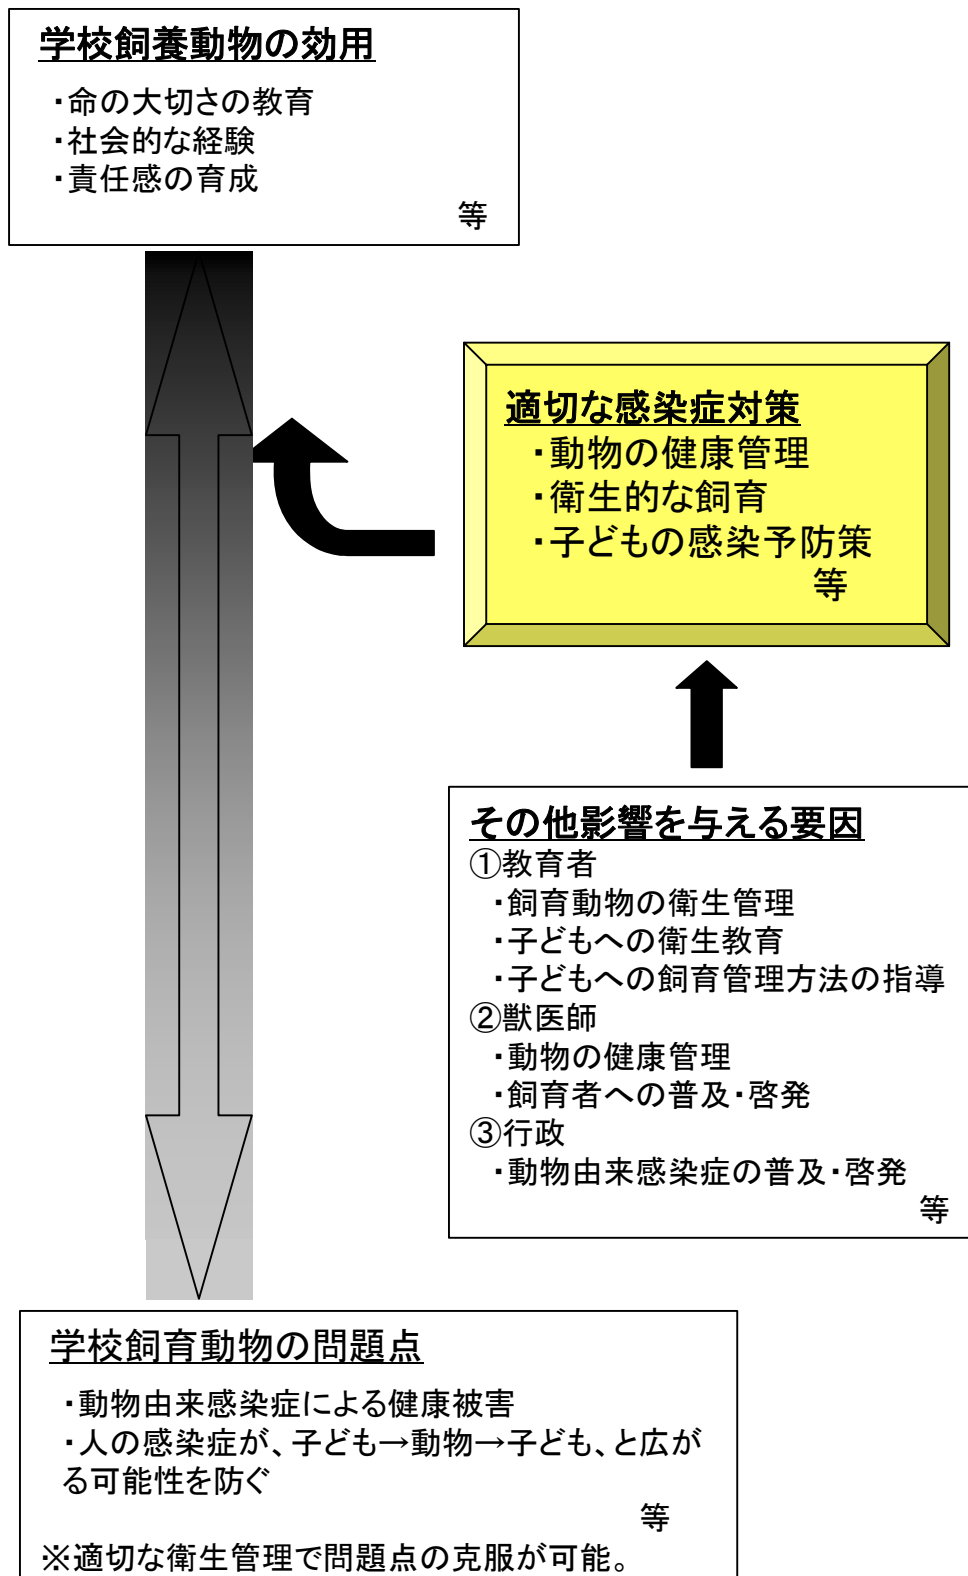 学校飼養動物の効用
・命の大切さの教育
・社会的な経験
・責任感の育成
等
適切な感染症対策
・動物の健康管理
・衛生的な飼育
・子どもの感染予防策
等
その他影響を与える要因
①教育者
・飼育動物の衛生管理
・子どもへの衛生教育
・子どもへの飼育管理方法の指導
②獣医師
・動物の健康管理
・飼育者への普及・啓発
③行政
・動物由来感染症の普及・啓発
等
学校飼育動物の問題点
・動物由来感染症による健康被害
・人の感染症が、子ども→動物→子ども、と広が
る可能性を防ぐ
等
※適切な衛生管理で問題点の克服が可能。